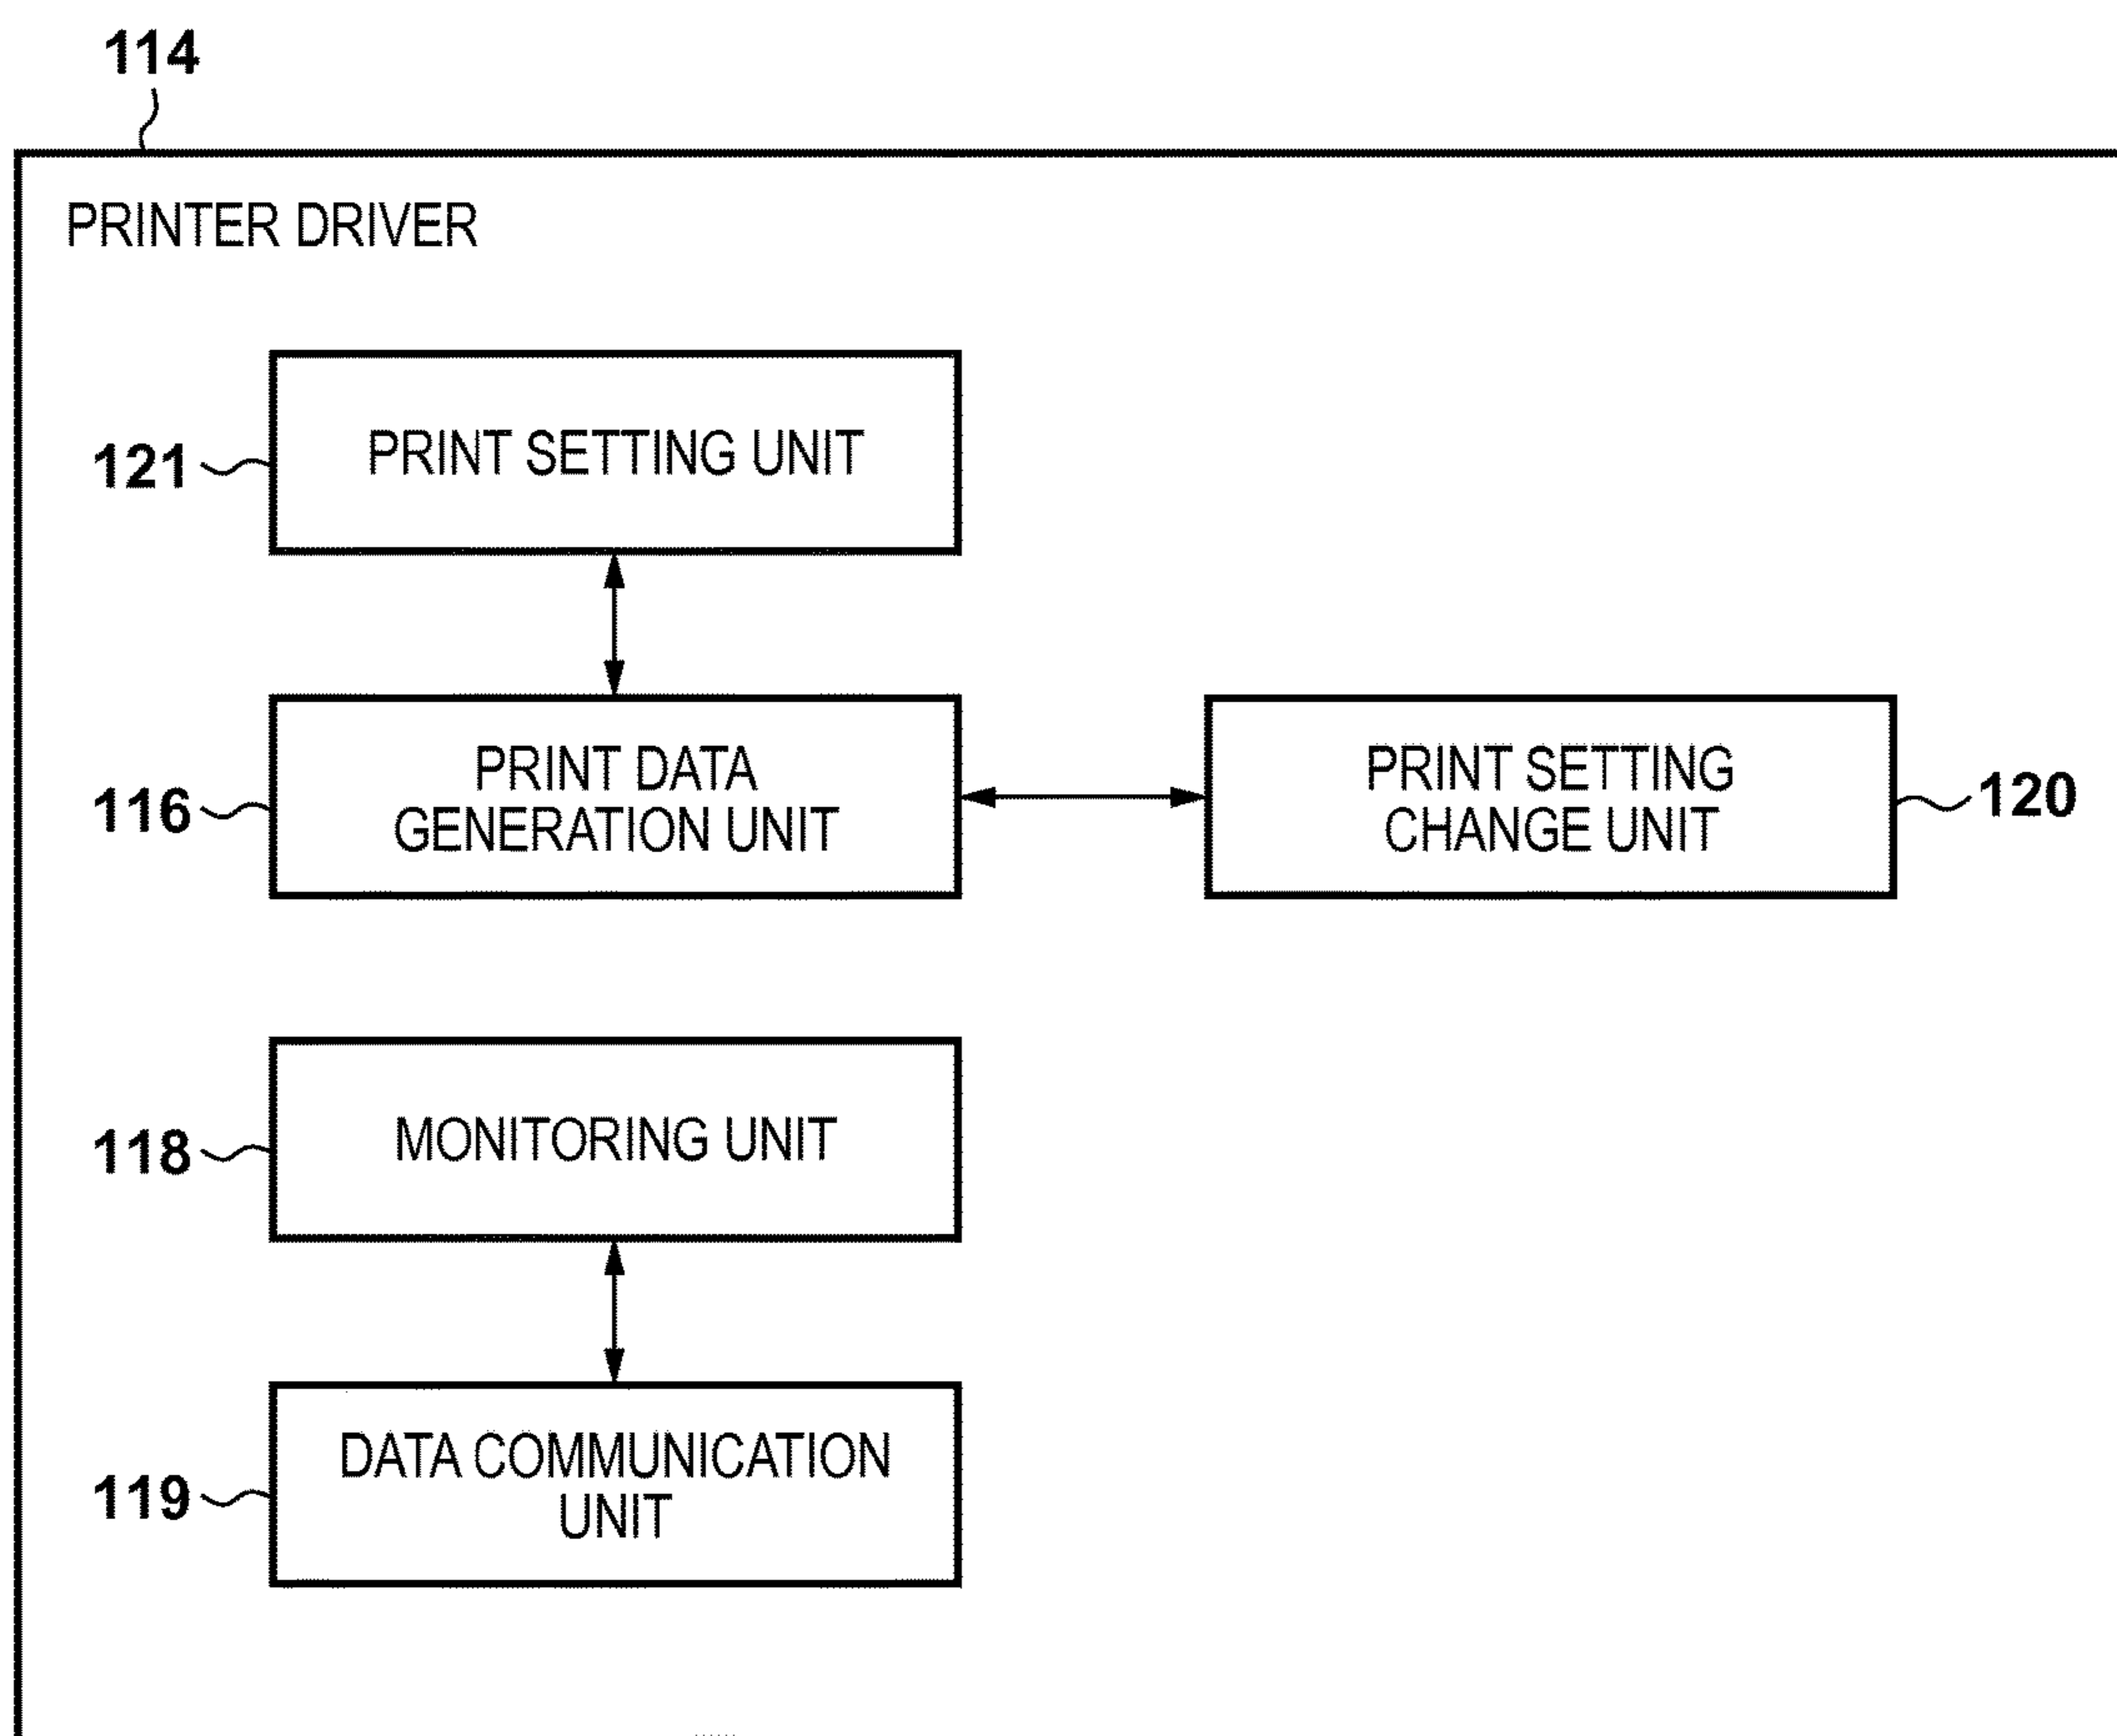 114
PRINTER DRIVER
121
PRINT SETTING UNIT
116
PRINT DATA
GENERATION UNIT
PRINT SETTING
CHANGE UNIT
120
118
MONITORING UNIT
119
DATA COMMUNICATION
UNIT